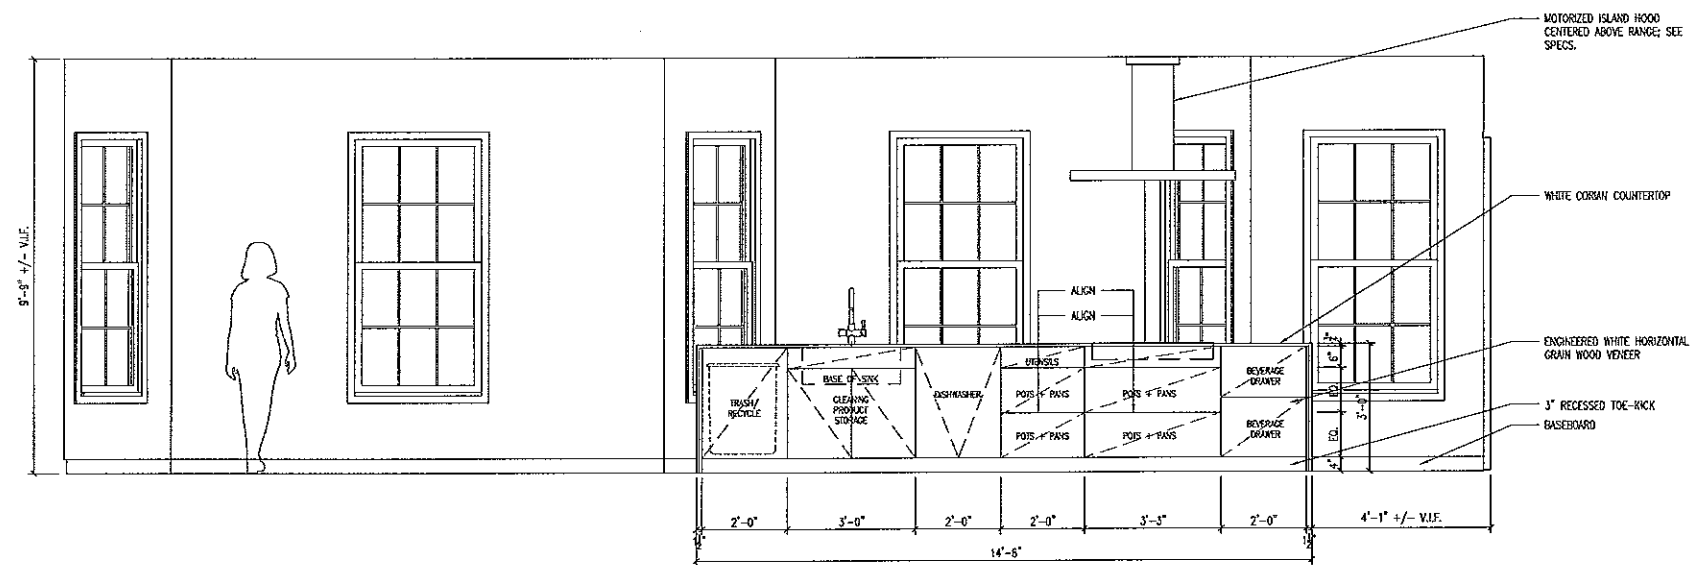 MOTORIZED ISLAND HOOD
CENTERED ABOVE RANGE; SEE
SPECS.
WHITE CORIAN COUNTERTOP
ENGINEERED WHITE HORIZONTAL
GRAIN WOOD VENEER
3" RECESSED TOE-KICK
BASEBOARD
9'-9" +/- V.I.F.
ALIGN
ALIGN
TRASH/
RECYCLE
BASE OF SINK
CLEANING
PRODUCT
STORAGE
DISHWASHER
UTENSILS
POTS + PANS
POTS + PANS
POTS + PANS
POTS + PANS
BEVERAGE
DRAWER
BEVERAGE
DRAWER
6"
EQ.
EQ.
4"
3'-0"
2'-0"
3'-0"
2'-0"
2'-0"
3'-3"
2'-0"
4'-1" +/- V.I.F.
14'-6"